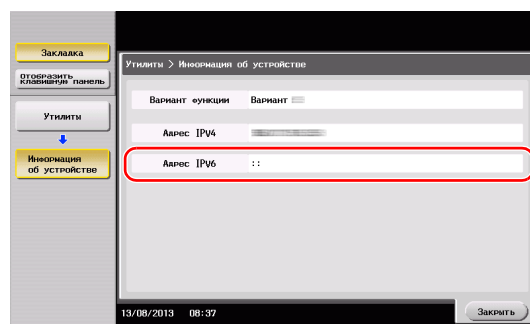 Закладка
Отобразить
клавишную панель
Утилиты
Информация
об устройстве
Утилиты > Информация об устройстве
Вариант функции Вариант
Адрес IPv4
Адрес IPv6 ::
13/08/2013 08:37
Закрыть